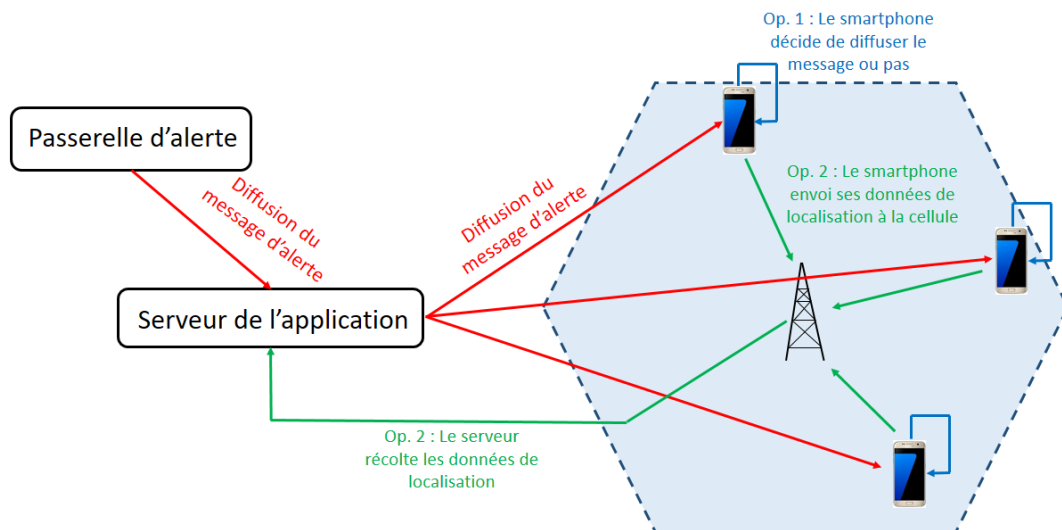 Op. 1 : Le smartphone
décide de diffuser le
message ou pas
Passerelle d'alerte
Diffusion du
message d'alerte
Diffusion du
message d'alerte
Op. 2 : Le smartphone
envoi ses données de
localisation à la cellule
Serveur de l'application
Op. 2 : Le serveur
récolte les données de
localisation